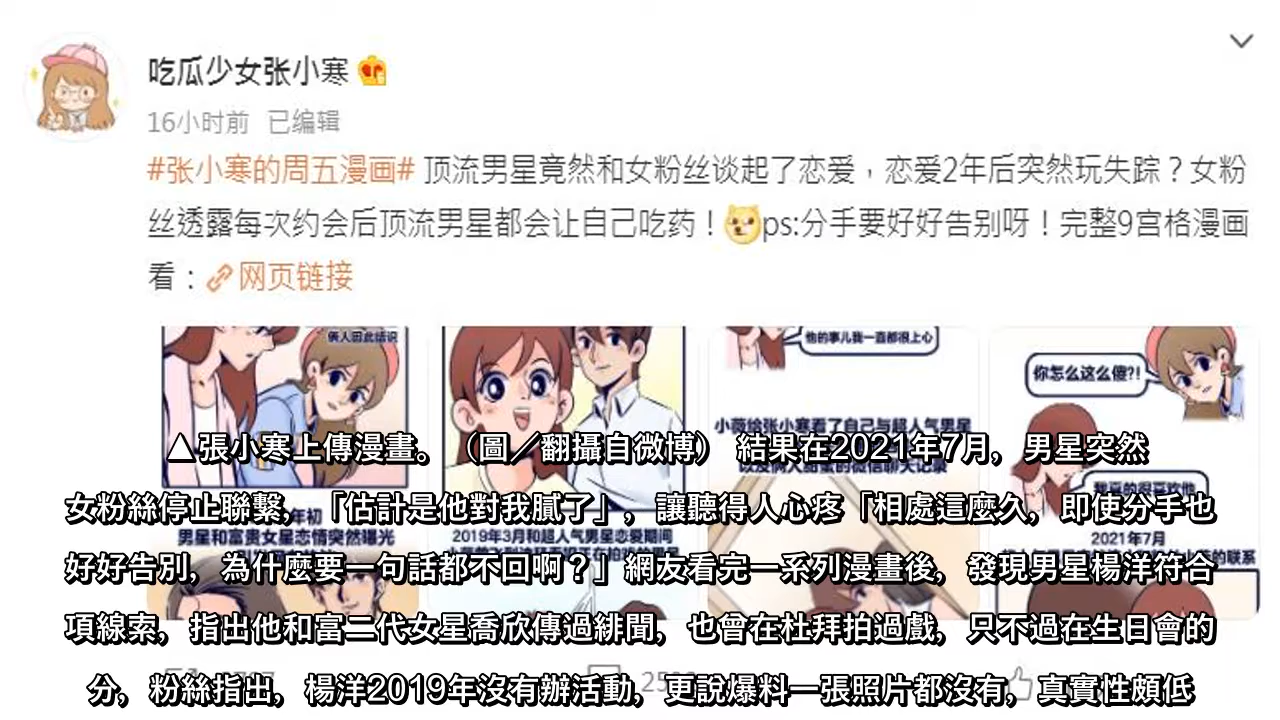 吃瓜少女张小寒
16小时前 已编辑
#张小寒的周五漫画# 顶流男星竟然和女粉丝谈起了恋爱，恋爱2年后突然玩失踪？女粉
丝透露每次约会后顶流男星都会让自己吃药！ps:分手要好好告别呀！完整9宫格漫画
看：网页链接
俩人因此结识
他的事儿我一直都很上心
你怎么这么傻?!
小薇给张小寒看了自己与超人气男星
▲張小寒上傳漫畫。（圖／翻攝自微博） 結果在2021年7月，男星突然
女粉絲停止聯繫，「估計是他對我膩了」，讓聽得人心疼「相處這麼久，即使分手也
男星和富贵女星恋情突然曝光
2019年3月和超人气男星恋爱期间
2021年7月
好好告別，為什麼要一句話都不回啊？」網友看完一系列漫畫後，發現男星楊洋符合
項線索，指出他和富二代女星喬欣傳過緋聞，也曾在杜拜拍過戲，只不過在生日會的
分，粉絲指出，楊洋2019年沒有辦活動，更說爆料一張照片都沒有，真實性頗低